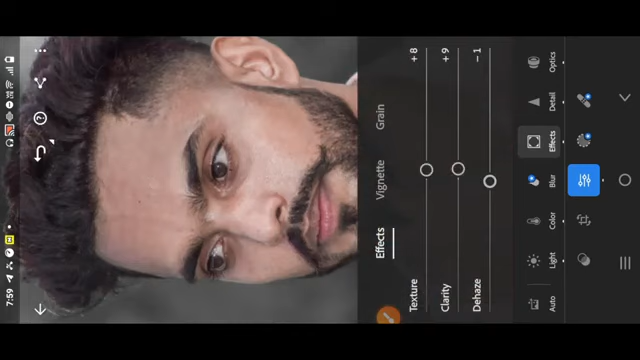 7:59
Effects
Vignette
Grain
Texture
+8
Clarity
+9
Dehaze
-1
Auto
Light
Color
Blur
Effects
Detail
Optics